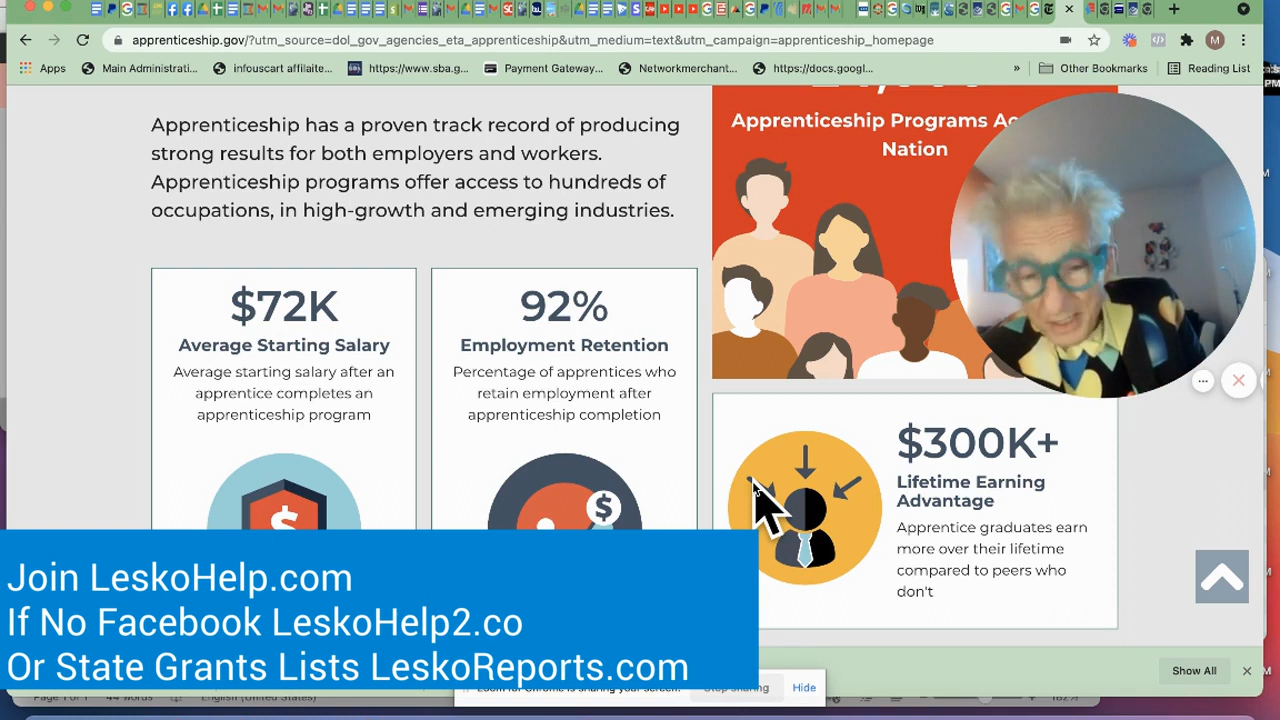 apprenticeship.gov/?utm_source=dol_gov_agencies_eta_apprenticeship&utm_medium=text&utm_campaign=apprenticeship_homepage
M
Apps
Main Administrati...
infouscart affilaite...
https://www.sba.g...
Payment Gateway...
Networkmerchant...
https://docs.googl...
»
Other Bookmarks
Reading List
Apprenticeship has a proven track record of producing
strong results for both employers and workers.
Apprenticeship programs offer access to hundreds of
occupations, in high-growth and emerging industries.
Apprenticeship Programs
Nation
$72K
Average Starting Salary
Average starting salary after an
apprentice completes an
apprenticeship program
92%
Employment Retention
Percentage of apprentices who
retain employment after
apprenticeship completion
$300K+
Lifetime Earning
Advantage
Apprentice graduates earn
more over their lifetime
compared to peers who
don't
Join LeskoHelp.com
If No Facebook LeskoHelp2.co
Or State Grants Lists LeskoReports.com
Show All
Hide